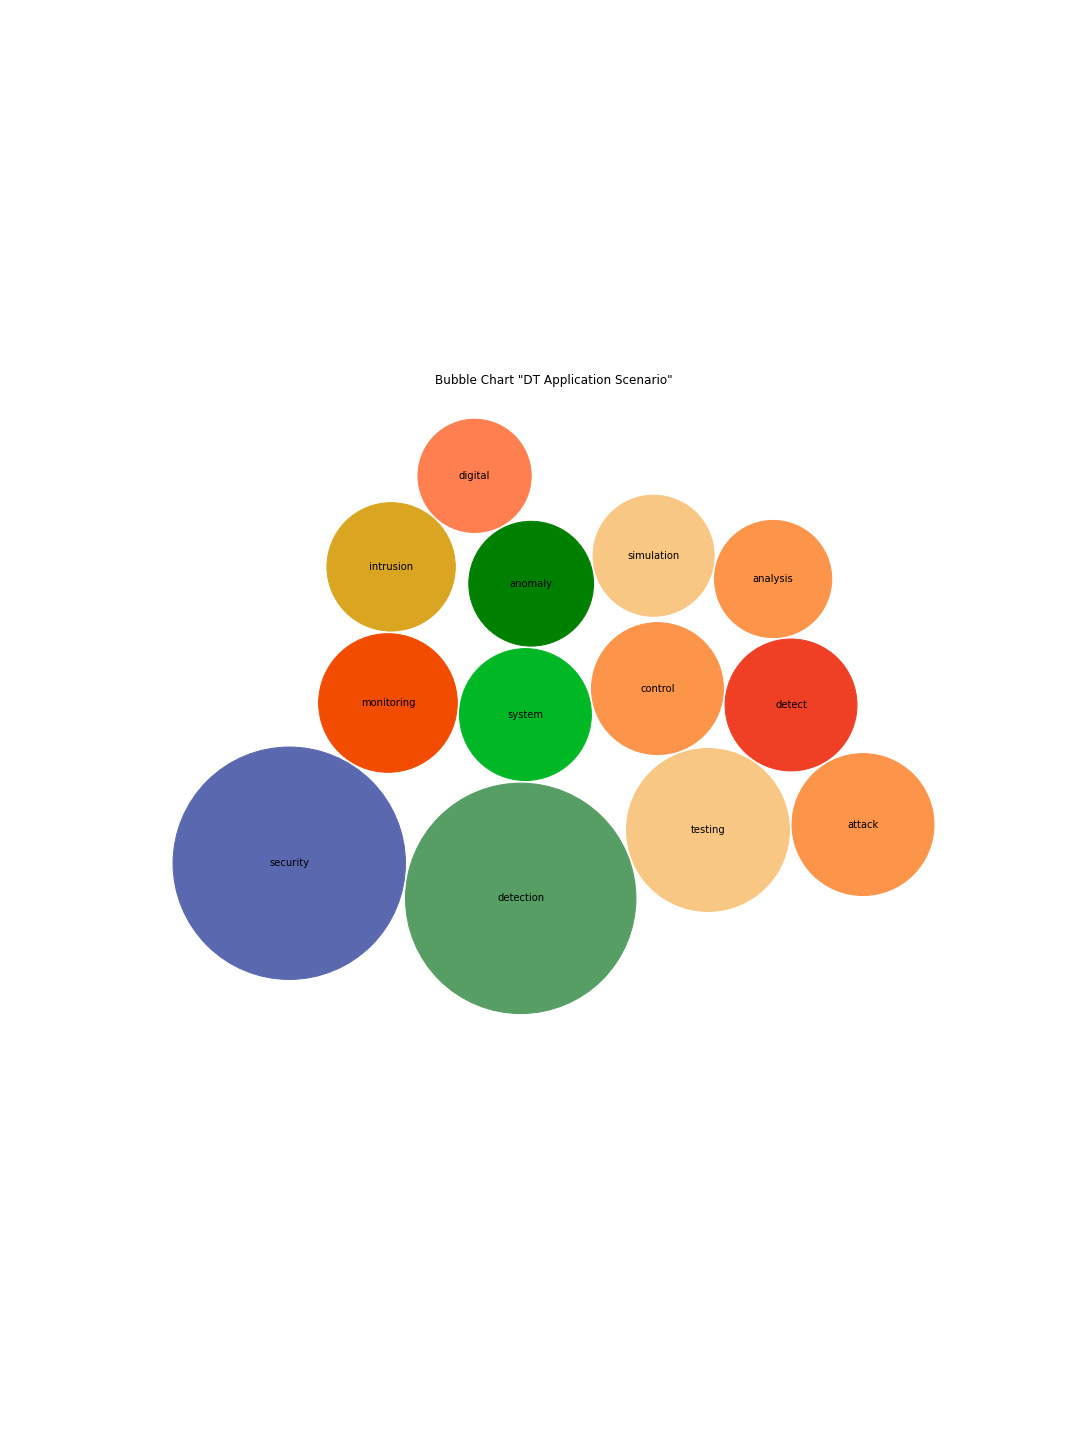 Bubble Chart "DT Application Scenario"
digital
simulation
intrusion
anomaly
analysis
control
monitoring
detect
system
attack
testing
security
detection